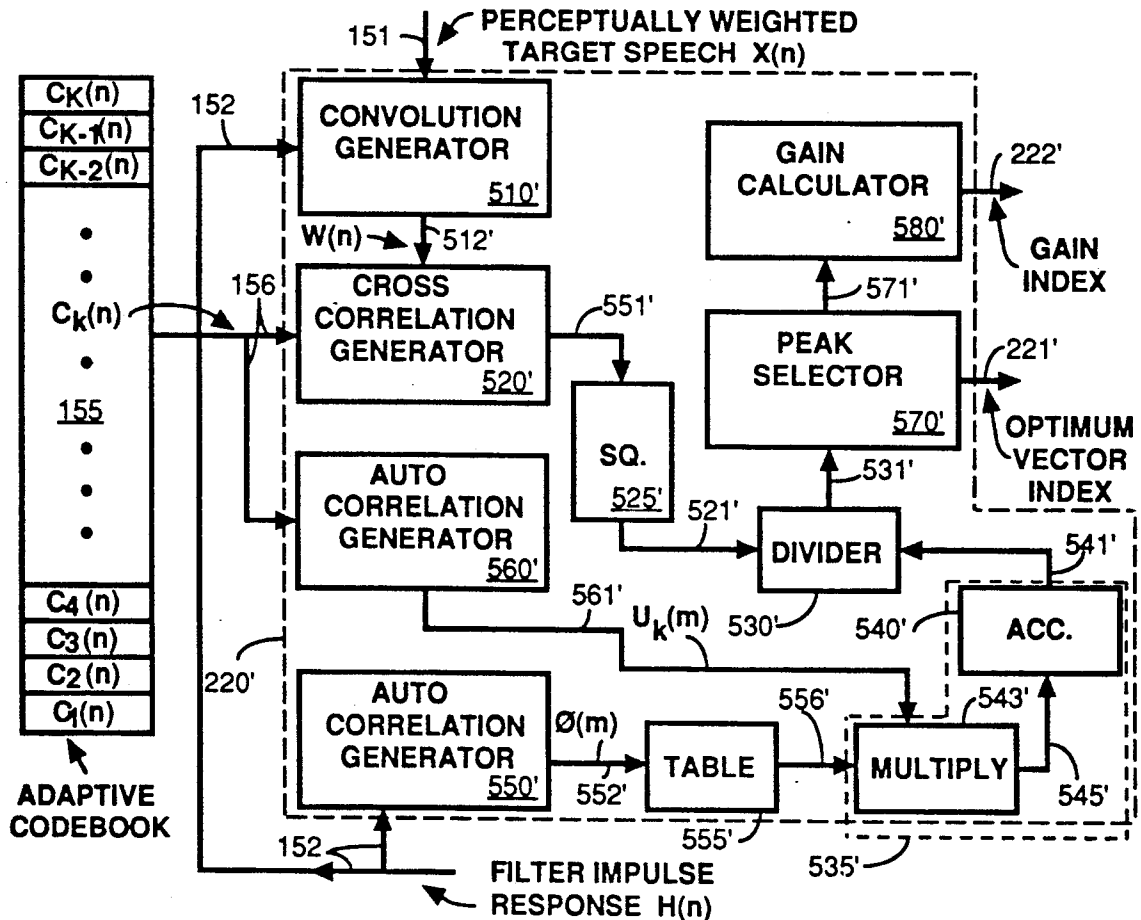 151
PERCEPTUALLY WEIGHTED
TARGET SPEECH X(n)
CK(n)
CK-1(n)
CK-2(n)
Ck(n)
155
C4(n)
C3(n)
C2(n)
C1(n)
ADAPTIVE
CODEBOOK
152
156
CONVOLUTION
GENERATOR
510'
W(n)
512'
CROSS
CORRELATION
GENERATOR
520'
551'
SQ.
525'
521'
AUTO
CORRELATION
GENERATOR
560'
561'
Uk(m)
220'
AUTO
CORRELATION
GENERATOR
550'
Ø(m)
552'
TABLE
555'
556'
MULTIPLY
543'
545'
535'
ACC.
540'
541'
DIVIDER
530'
531'
PEAK
SELECTOR
570'
571'
221'
OPTIMUM
VECTOR
INDEX
GAIN
CALCULATOR
580'
222'
GAIN
INDEX
152
FILTER IMPULSE
RESPONSE H(n)